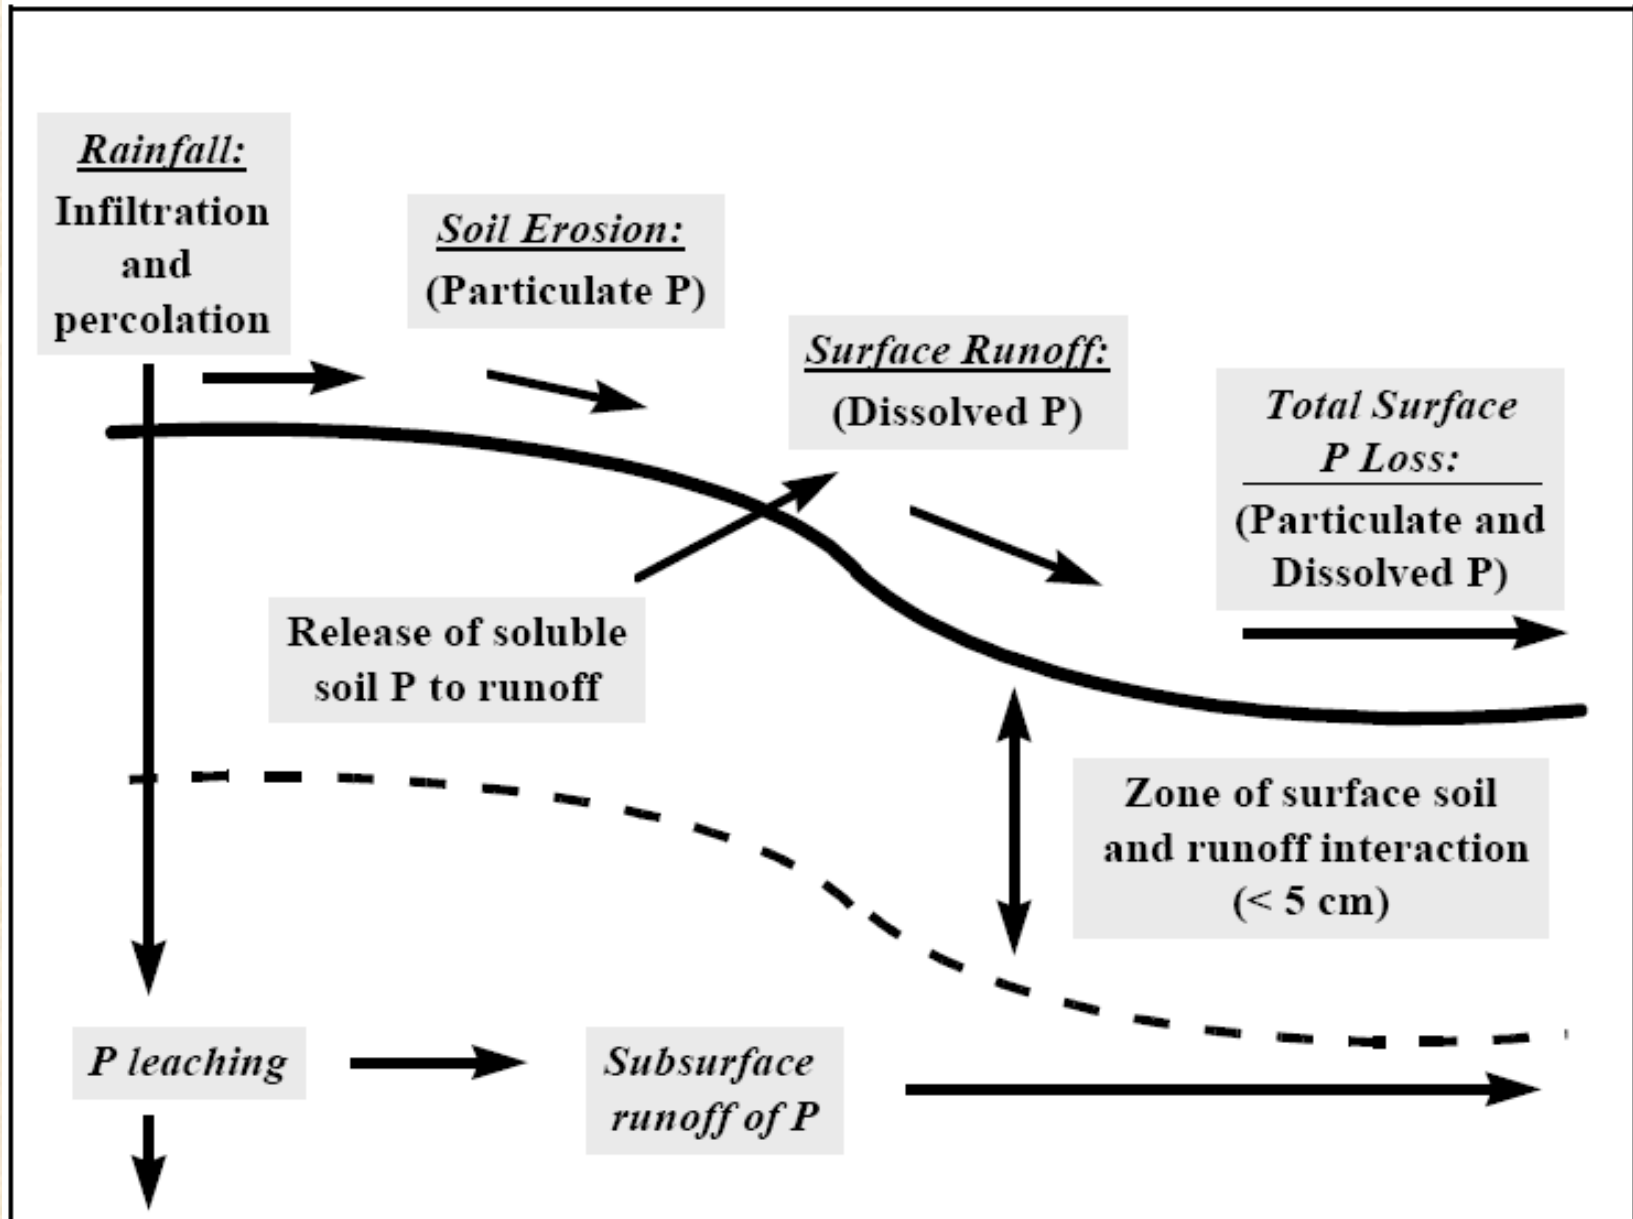 Rainfall:
Infiltration
and
percolation
Soil Erosion:
(Particulate P)
Surface Runoff:
(Dissolved P)
Total Surface
P Loss:
(Particulate and
Dissolved P)
Release of soluble
soil P to runoff
Zone of surface soil
and runoff interaction
(< 5 cm)
P leaching
Subsurface
runoff of P